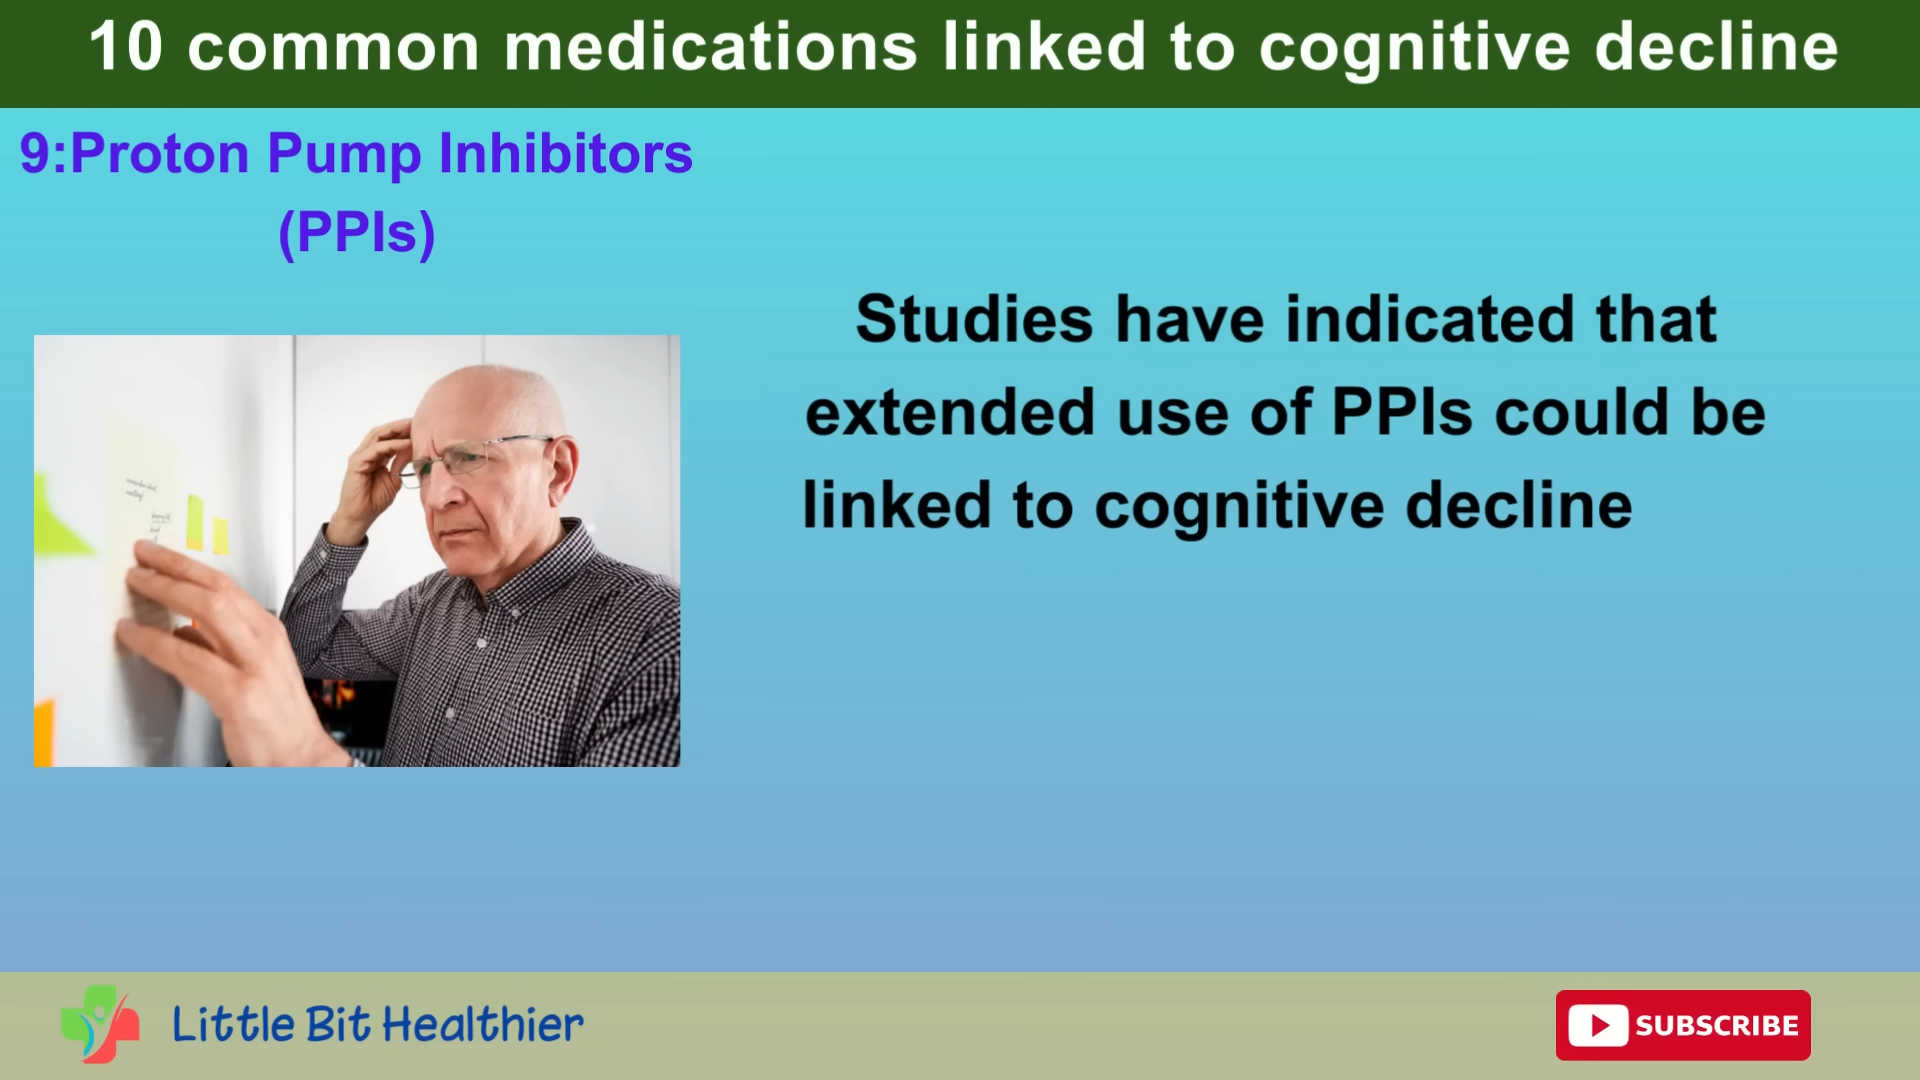 10 common medications linked to cognitive decline
9:Proton Pump Inhibitors
(PPIs)
Studies have indicated that
extended use of PPIs could be
linked to cognitive decline
Little Bit Healthier
SUBSCRIBE